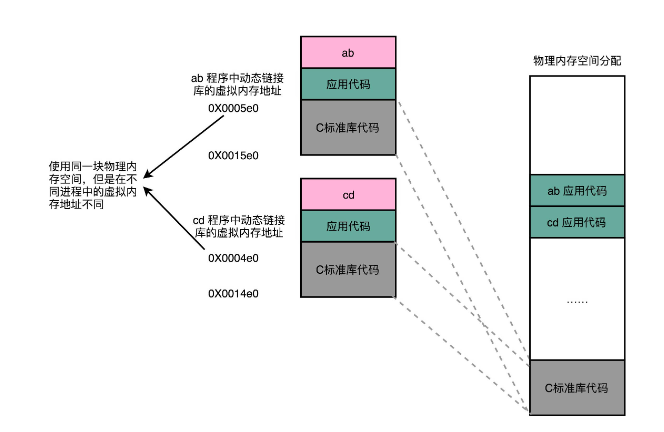 ab
ab 程序中动态链接
库的虚拟内存地址
应用代码
0X0005e0
C标准库代码
0X0015e0
使用同一块物理内
存空间，但是在不
同进程中的虚拟内
存地址不同
cd
cd 程序中动态链接
库的虚拟内存地址
应用代码
0X0004e0
C标准库代码
0X0014e0
物理内存空间分配
ab 应用代码
cd 应用代码
……
C标准库代码